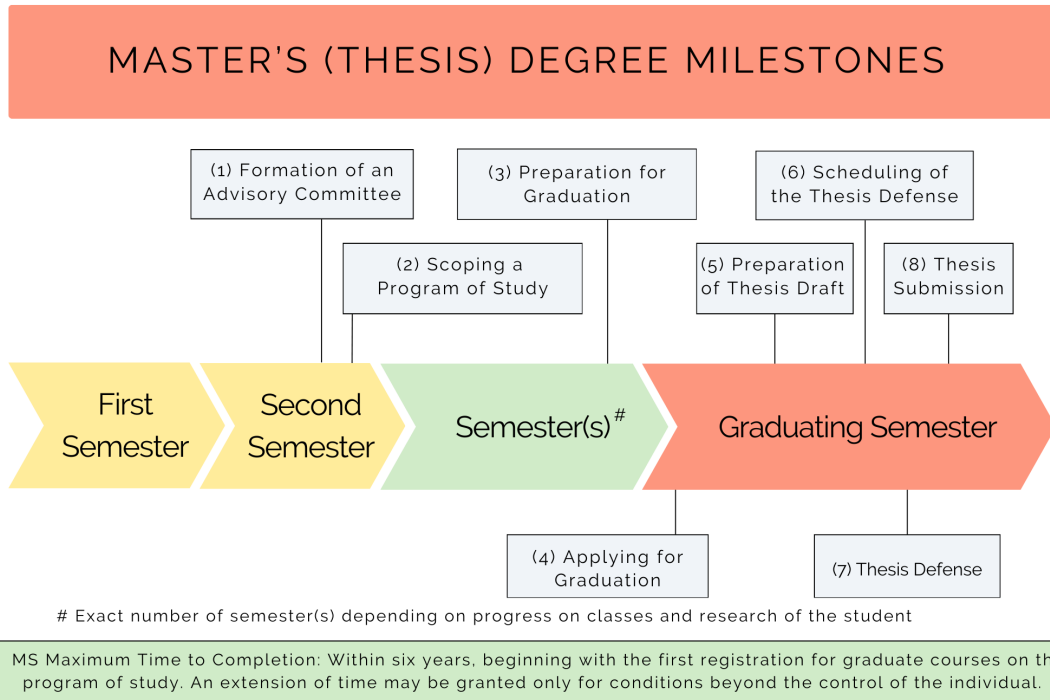 MASTER'S (THESIS) DEGREE MILESTONES
(1) Formation of an
Advisory Committee
(3) Preparation for
Graduation
(6) Scheduling of
the Thesis Defense
(2) Scoping a
Program of Study
(5) Preparation
of Thesis Draft
(8) Thesis
Submission
First
Semester
Second
Semester
Semester(s)#
Graduating Semester
(4) Applying for
Graduation
(7) Thesis Defense
# Exact number of semester(s) depending on progress on classes and research of the student
MS Maximum Time to Completion: Within six years, beginning with the first registration for graduate courses on
program of study. An extension of time may be granted only for conditions beyond the control of the individual.